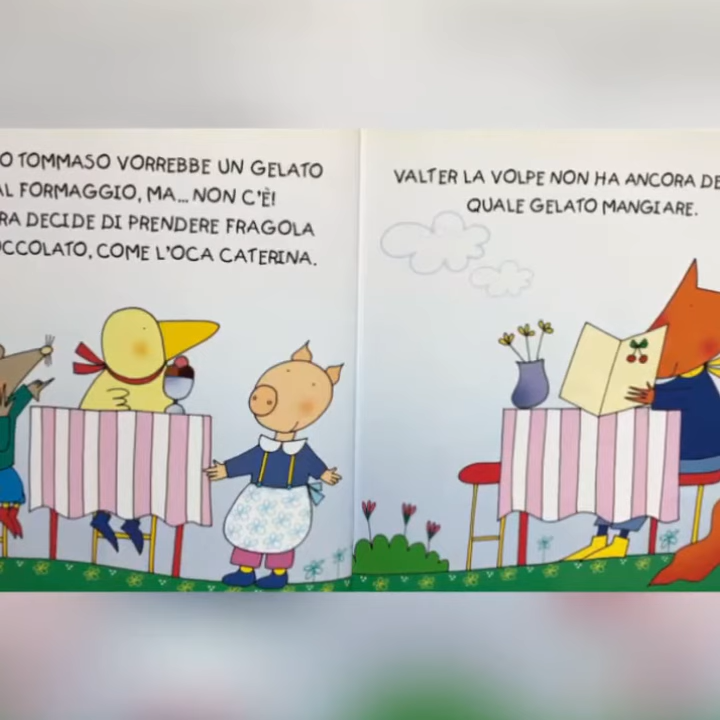 O TOMMASO VORREBBE UN GELATO
AL FORMAGGIO, MA... NON C'È!
RA DECIDE DI PRENDERE FRAGOLA
OCCOLATO, COME L'OCA CATERINA.
VALTER LA VOLPE NON HA ANCORA DE
QUALE GELATO MANGIARE.